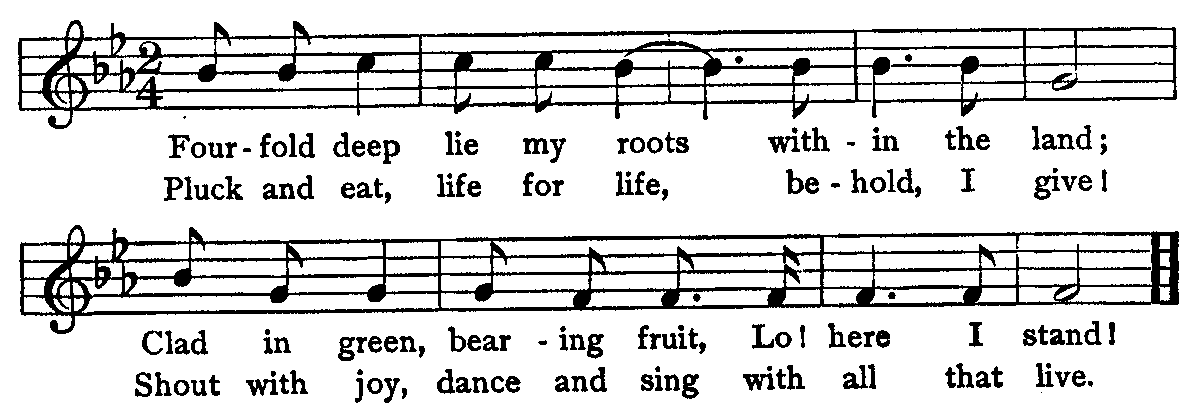 2
4
Four-fold deep lie my roots with - in the land;
Pluck and eat, life for life, be - hold, I give!
Clad in green, bear - ing fruit, Lo! here I stand!
Shout with joy, dance and sing with all that live.